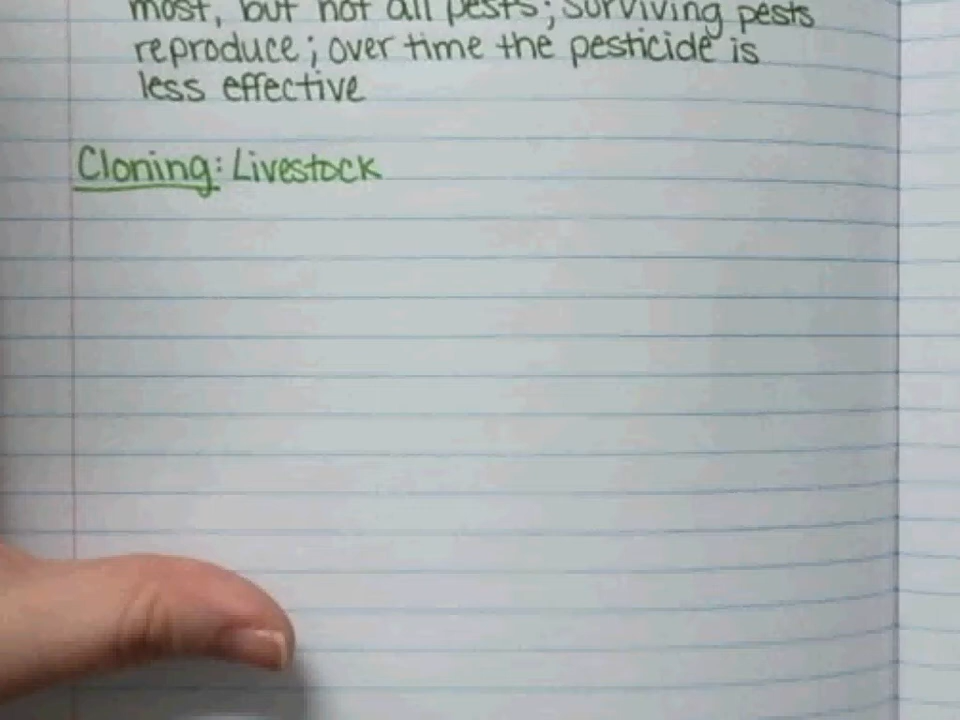 most, but not all pests; surviving pests
reproduce; over time the pesticide is
less effective
Cloning: Livestock